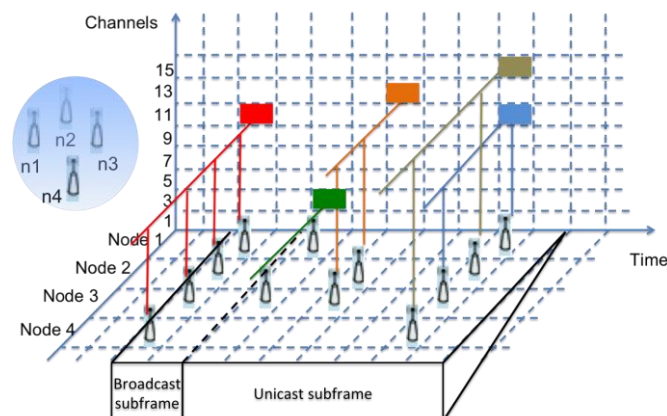 Channels
15
13
11
9
7
5
3
1
n2
n1
n3
n4
Node 1
Node 2
Node 3
Node 4
Time
Broadcast
subframe
Unicast subframe